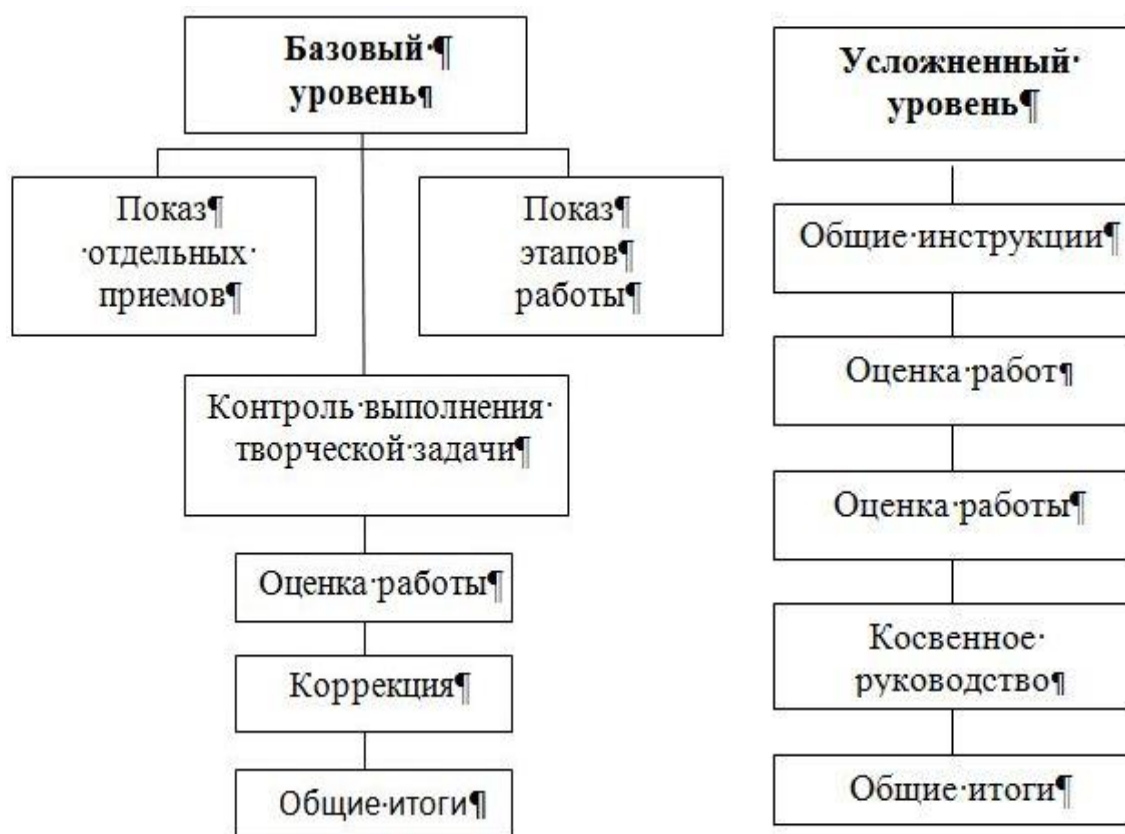 Базовый·¶
уровень¶
Показ¶
·отдельных·
приемов¶
Показ¶
этапов¶
работы¶
Контроль·выполнения·
творческой·задачи¶
Оценка·работы¶
Коррекция¶
Общие·итоги¶
Усложненный·
уровень¶
Общие·инструкции¶
Оценка·работ¶
Оценка·работы¶
Косвенное·
руководство¶
Общие·итоги¶